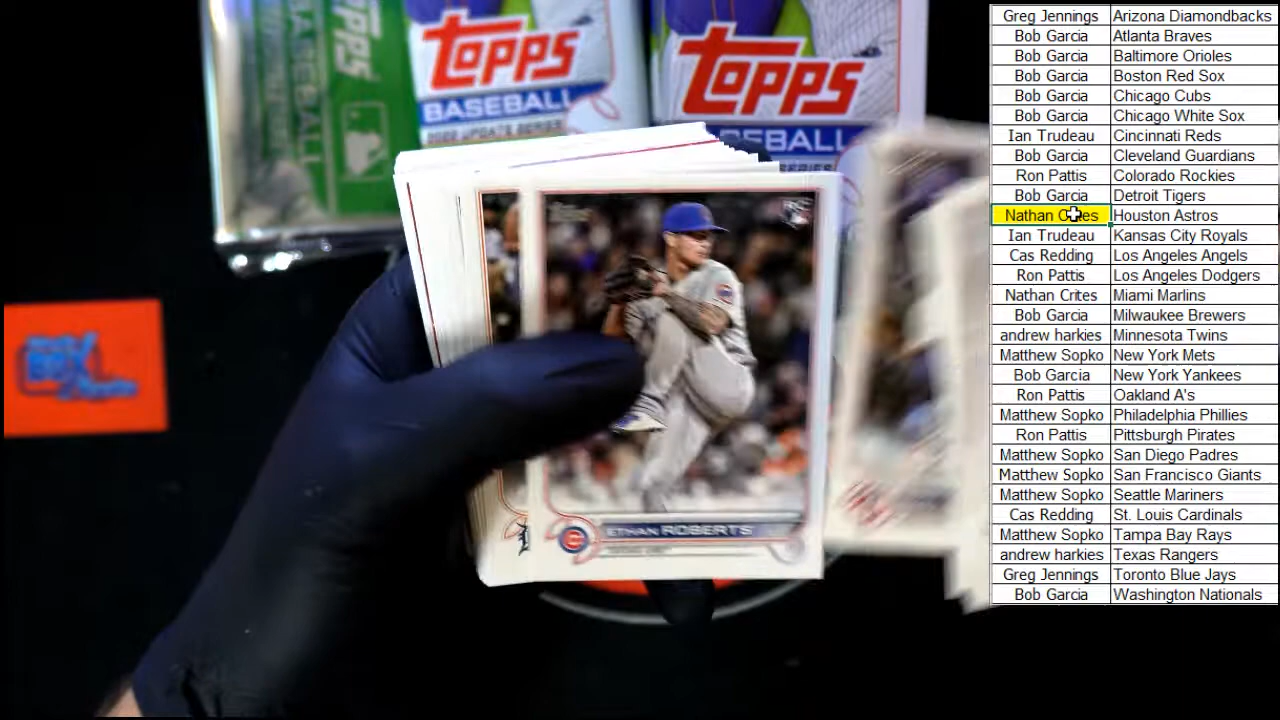 TOPPS
BASEBALL
2022 UPDATE SERIES
TOPPS
BASEBALL
SERIES
RC
ETHAN ROBERTS
Greg Jennings Arizona Diamondbacks
Bob Garcia Atlanta Braves
Bob Garcia Baltimore Orioles
Bob Garcia Boston Red Sox
Bob Garcia Chicago Cubs
Bob Garcia Chicago White Sox
Ian Trudeau Cincinnati Reds
Bob Garcia Cleveland Guardians
Ron Pattis Colorado Rockies
Bob Garcia Detroit Tigers
Nathan Crites Houston Astros
Ian Trudeau Kansas City Royals
Cas Redding Los Angeles Angels
Ron Pattis Los Angeles Dodgers
Nathan Crites Miami Marlins
Bob Garcia Milwaukee Brewers
andrew harkies Minnesota Twins
Matthew Sopko New York Mets
Bob Garcia New York Yankees
Ron Pattis Oakland A's
Matthew Sopko Philadelphia Phillies
Ron Pattis Pittsburgh Pirates
Matthew Sopko San Diego Padres
Matthew Sopko San Francisco Giants
Matthew Sopko Seattle Mariners
Cas Redding St. Louis Cardinals
Matthew Sopko Tampa Bay Rays
andrew harkies Texas Rangers
Greg Jennings Toronto Blue Jays
Bob Garcia Washington Nationals